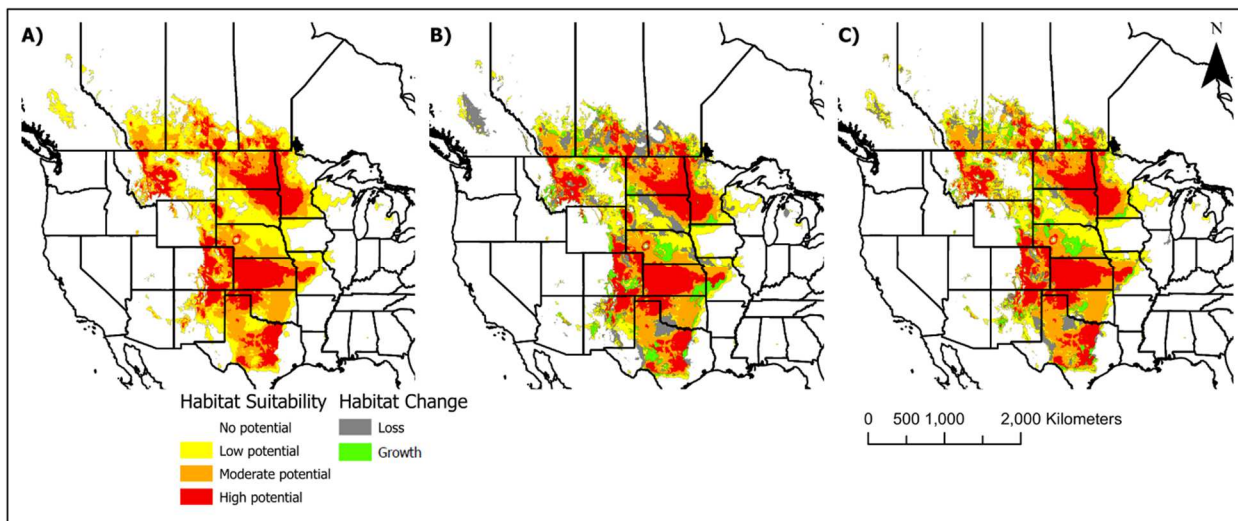 A)
B)
C)
N
Habitat Suitability
No potential
Low potential
Moderate potential
High potential
Habitat Change
Loss
Growth
0 500 1,000 2,000 Kilometers